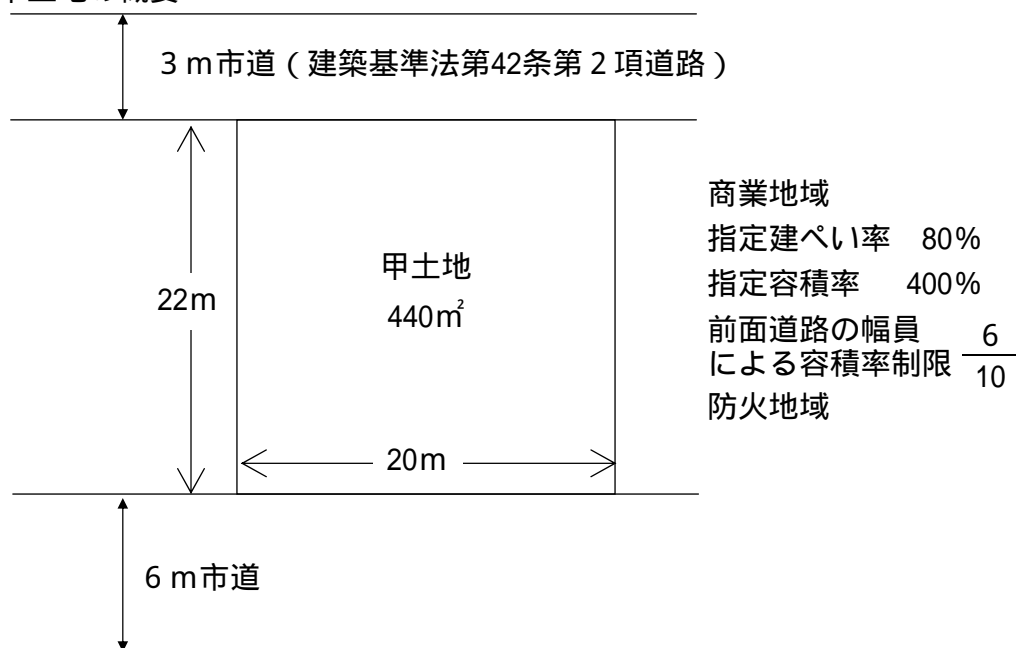 ３ｍ市道（建築基準法第42条第２項道路）
商業地域
指定建ぺい率　80%
指定容積率　400%
甲土地
440㎡
22m
前面道路の幅員
による容積率制限 6/10
防火地域
20m
６ｍ市道